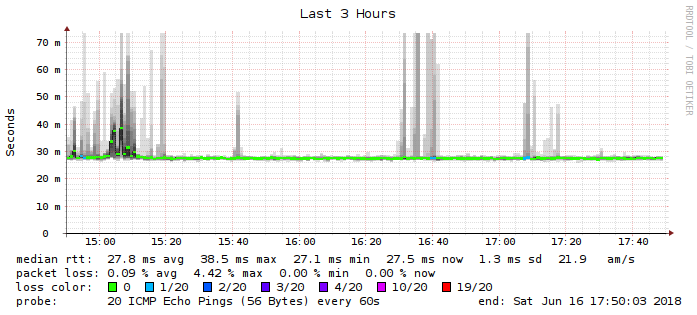 Last 3 Hours
RRDTOOL / TOBI OETIKER
Seconds
70 m
60 m
50 m
40 m
30 m
20 m
10 m
0
15:00 15:20 15:40 16:00 16:20 16:40 17:00 17:20 17:40
median rtt: 27.8 ms avg 38.5 ms max 27.1 ms min 27.5 ms now 1.3 ms sd 21.9 am/s
packet loss: 0.09 % avg 4.42 % max 0.00 % min 0.00 % now
loss color: 0 1/20 2/20 3/20 4/20 10/20 19/20
probe: 20 ICMP Echo Pings (56 Bytes) every 60s end: Sat Jun 16 17:50:03 2018